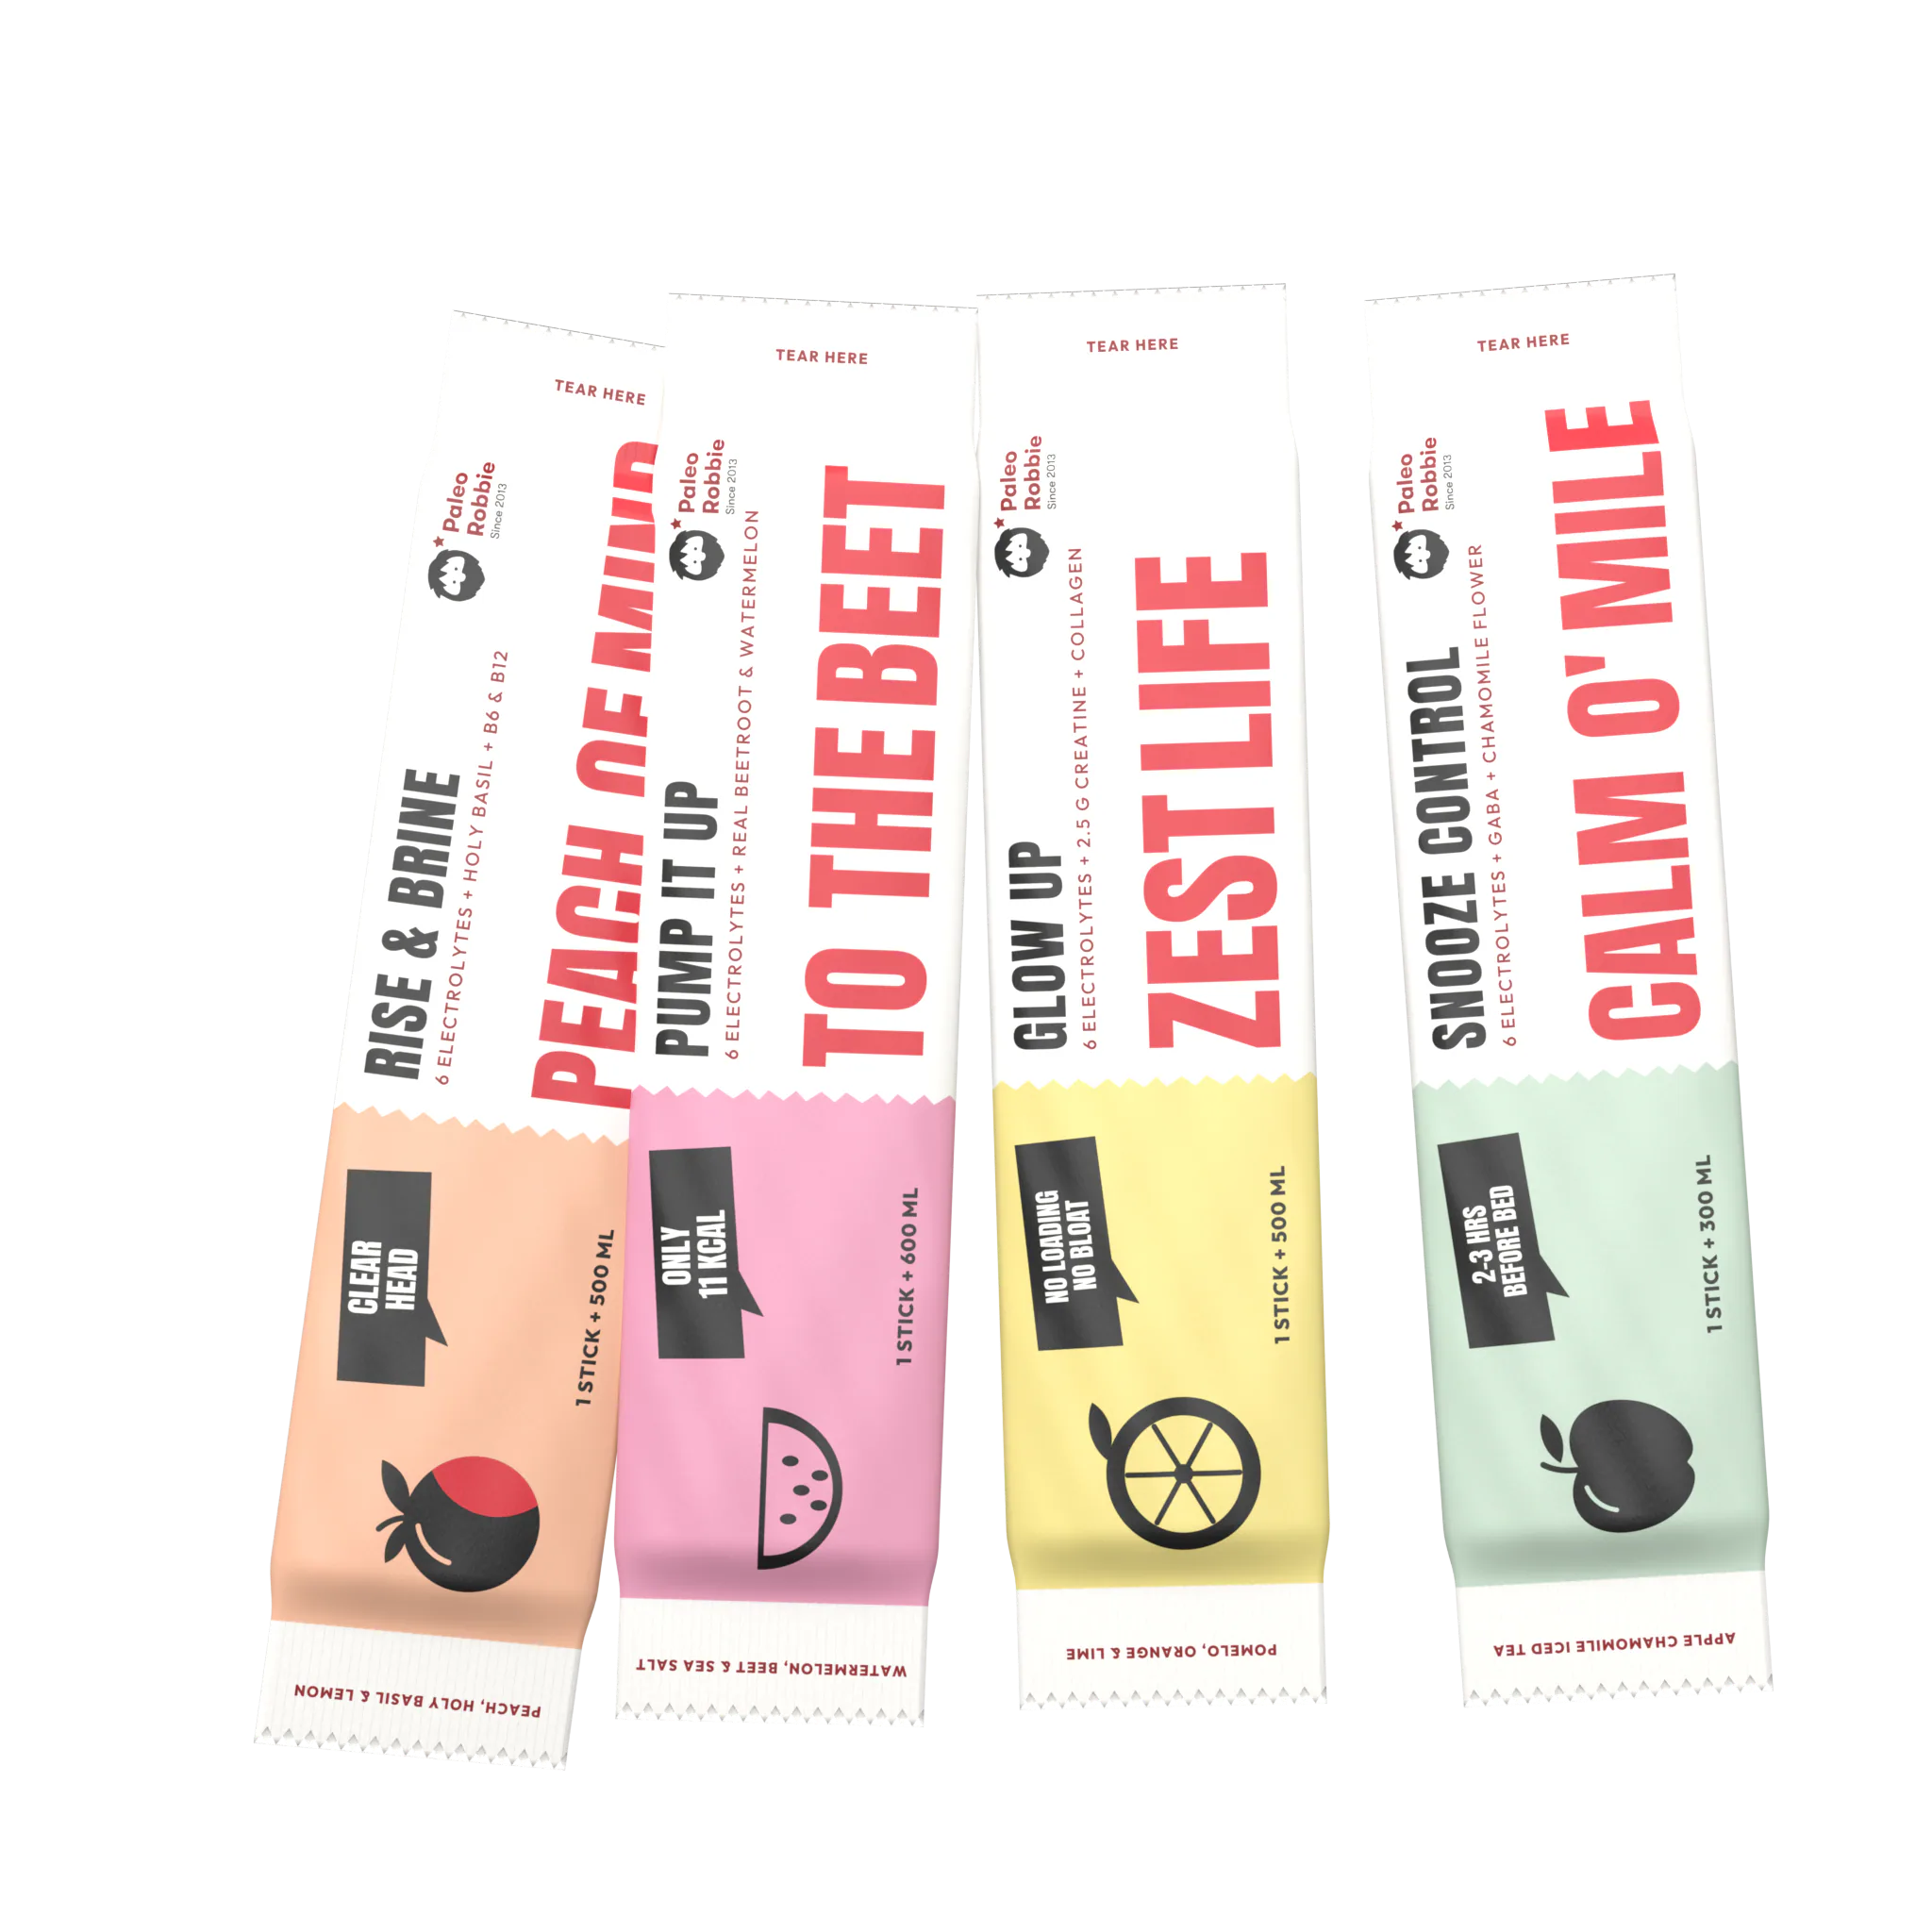 TEAR HERE
Paleo
Robbie
Since 2013
RISE & BRINE
6 ELECTROLYTES + HOLY BASIL + B6 & B12
PEACH OF MIND
CLEAR
HEAD
1 STICK + 500 ML
PEACH, HOLY BASIL & LEMON
TEAR HERE
Paleo
Robbie
Since 2013
PUMP IT UP
6 ELECTROLYTES + REAL BEETROOT & WATERMELON
TO THE BEET
ONLY
11 KCAL
1 STICK + 600 ML
WATERMELON, BEET & SEA SALT
TEAR HERE
Paleo
Robbie
Since 2013
GLOW UP
6 ELECTROLYTES + 2.5 G CREATINE + COLLAGEN
ZEST LIFE
NO LOADING
NO BLOAT
1 STICK + 500 ML
POMELO, ORANGE & LIME
TEAR HERE
Paleo
Robbie
Since 2013
SNOOZE CONTROL
6 ELECTROLYTES + GABA + CHAMOMILE FLOWER
CALM O' MILE
2-3 HRS
BEFORE BED
1 STICK + 300 ML
APPLE CHAMOMILE ICED TEA